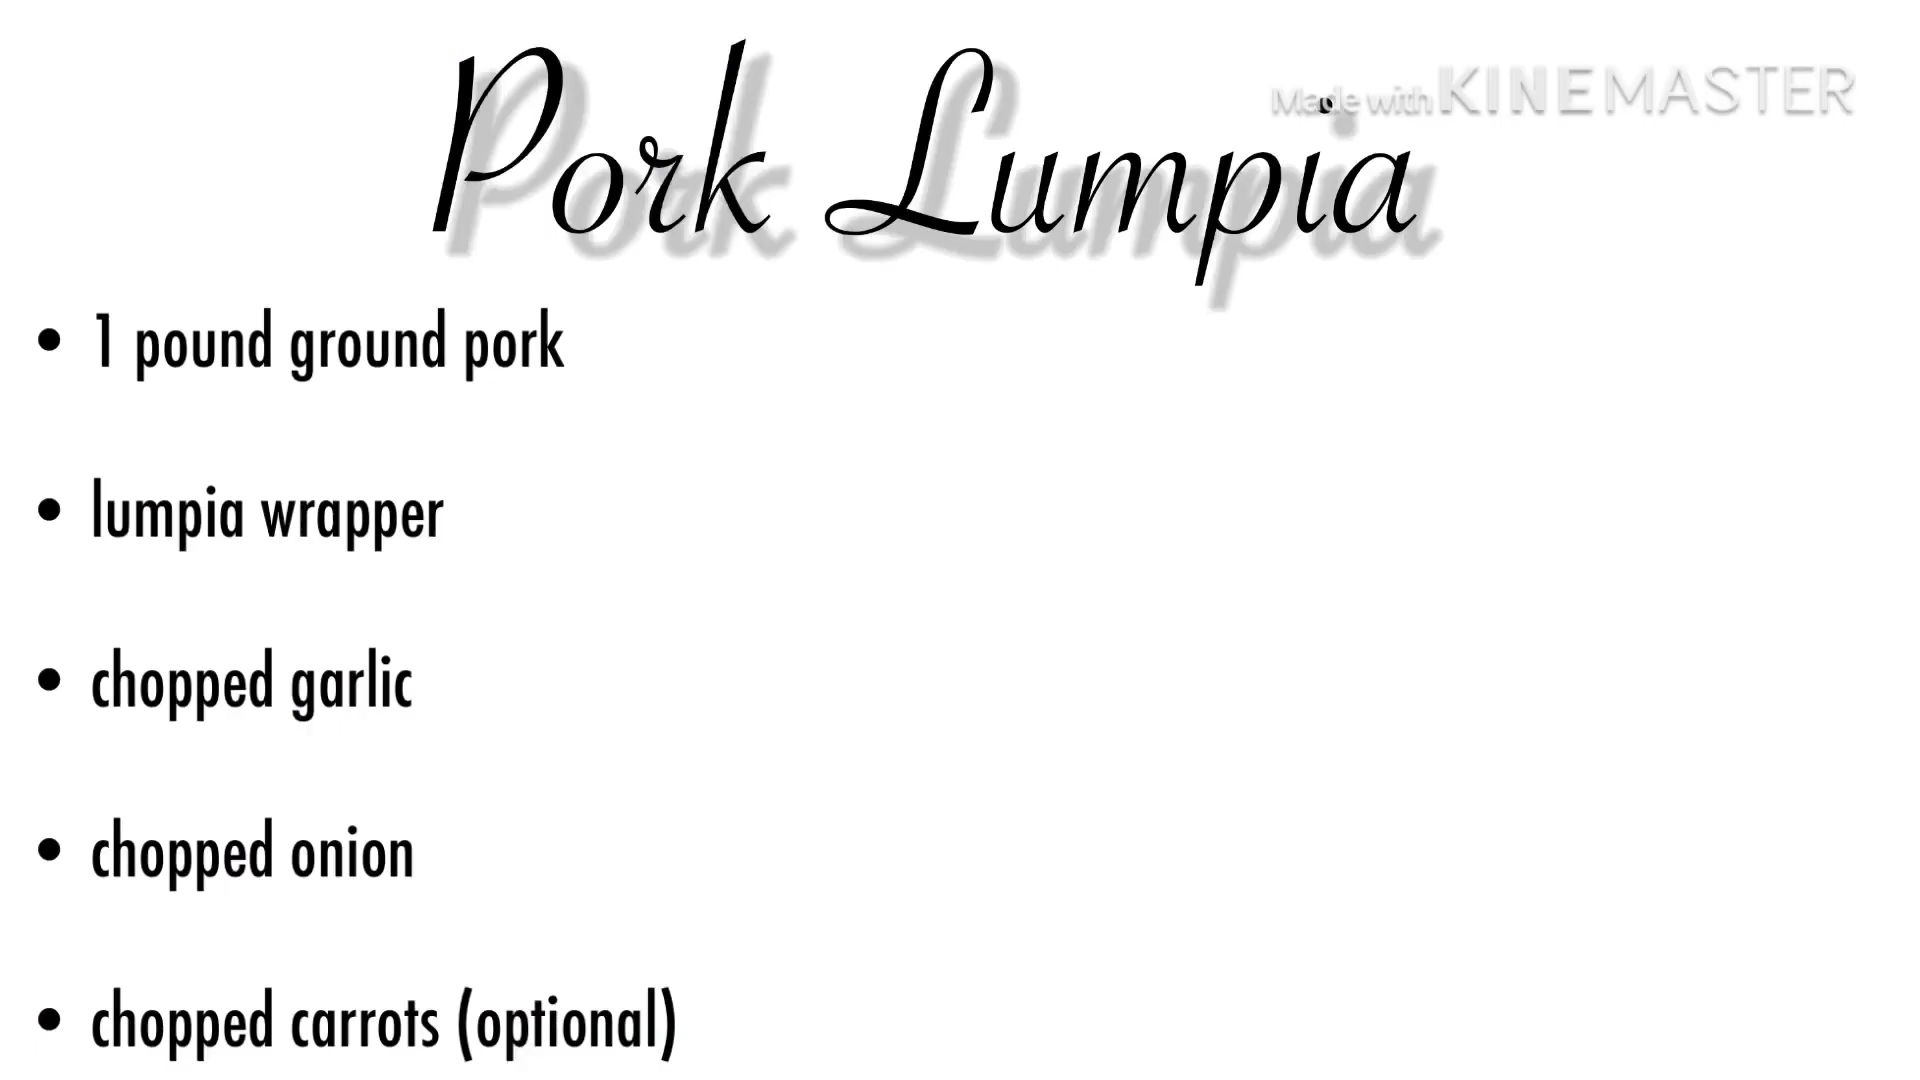 Pork Lumpia
Made with KINEMASTER
• 1 pound ground pork
• lumpia wrapper
• chopped garlic
• chopped onion
• chopped carrots (optional)